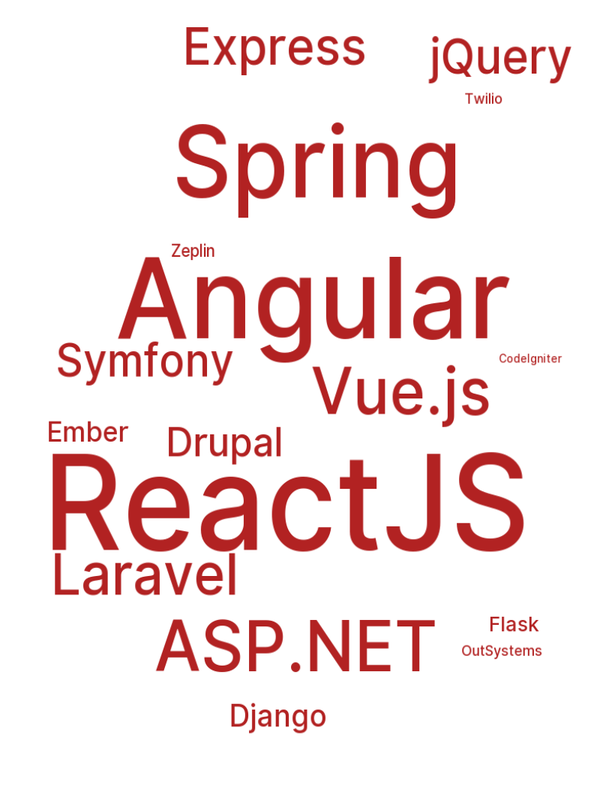 Express
jQuery
Twilio
Spring
Zeplin
Angular
Symfony
CodeIgniter
Vue.js
Ember
Drupal
ReactJS
Laravel
ASP.NET
Flask
OutSystems
Django